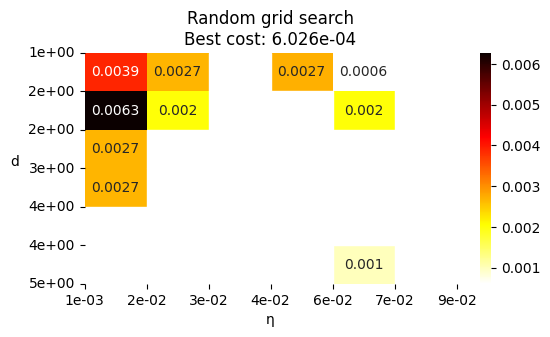 Random grid search
Best cost: 6.026e-04
1e+00
0.0039 0.0027 0.0027 0.0006
2e+00
0.0063 0.002 0.002
2e+00
0.0027
3e+00
d
0.0027
4e+00
4e+00
0.001
5e+00
1e-03 2e-02 3e-02 4e-02 6e-02 7e-02 9e-02
η
0.006
0.005
0.004
0.003
0.002
0.001